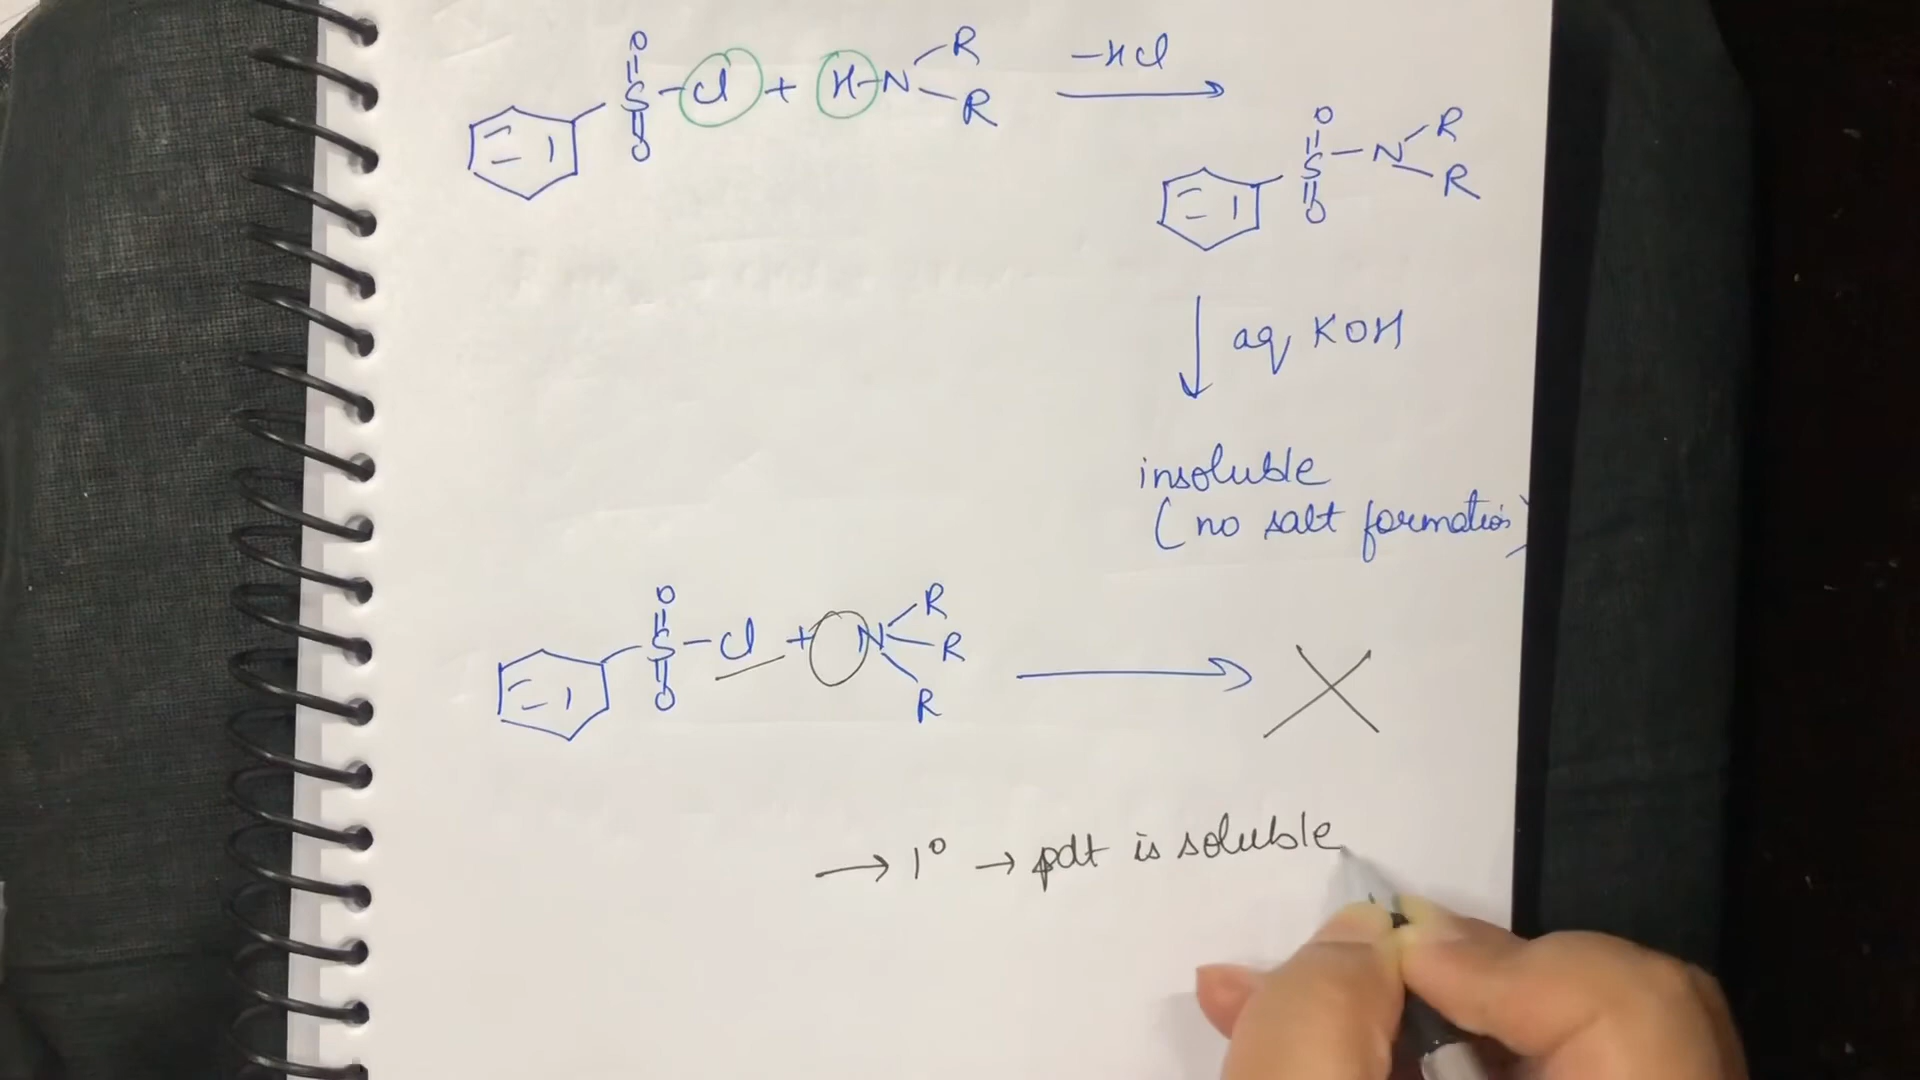 O
S
O
-Cl + H-N
R
R
-HCl
O
S
O
-N
R
R
aq KOH
insoluble
(no salt formation)
O
S
O
-Cl + N
R
R
R
→ 1° → pdt is soluble